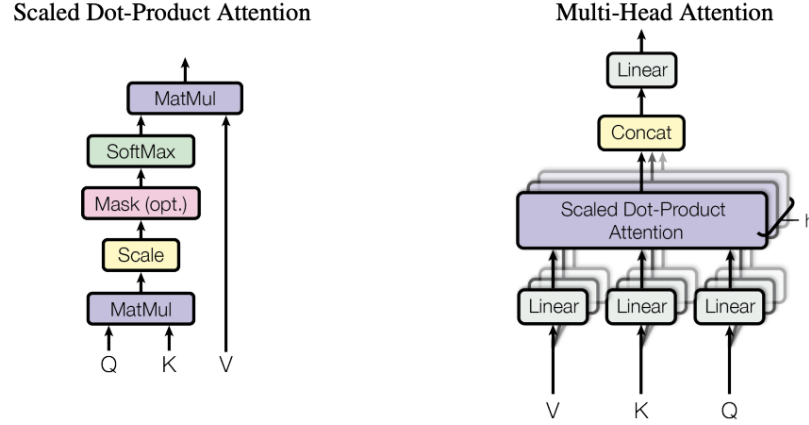 Scaled Dot-Product Attention
MatMul
SoftMax
Mask (opt.)
Scale
MatMul
Q K V
Multi-Head Attention
Linear
Concat
Scaled Dot-Product
Attention
h
Linear Linear Linear
V K Q